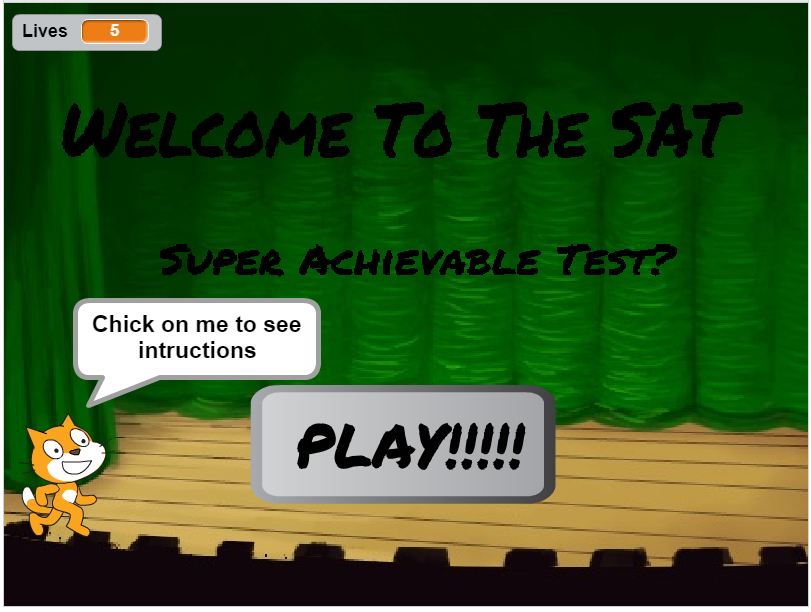 Lives 5
Welcome To The SAT
Super Achievable Test?
Chick on me to see
intructions
PLAY!!!!!